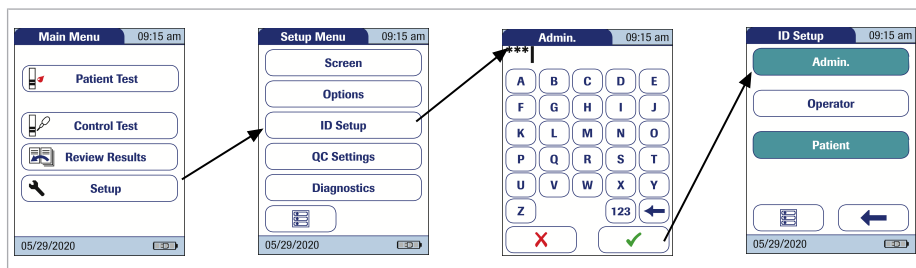 Main Menu 09:15 am
Patient Test
Control Test
Review Results
Setup
05/29/2020
Setup Menu 09:15 am
Screen
Options
ID Setup
QC Settings
Diagnostics
Admin. 09:15 am
***
A B C D E
F G H I J
K L M N O
P Q R S T
U V W X Y
Z 123
ID Setup 09:15 am
Admin.
Operator
Patient
05/29/2020
05/29/2020